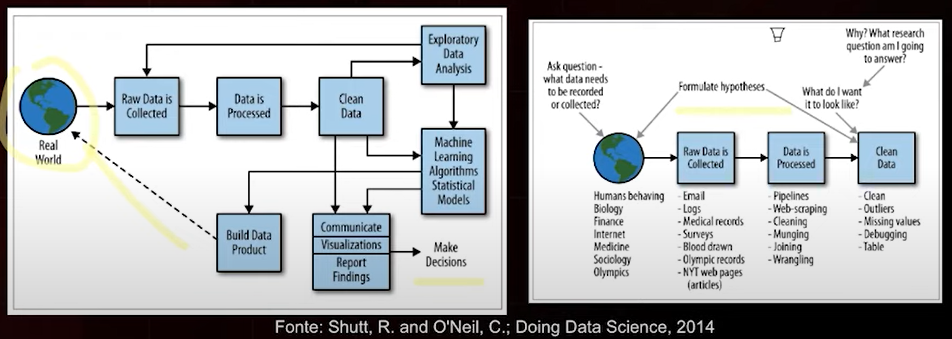 Real
World
Raw Data is
Collected
Data is
Processed
Clean
Data
Exploratory
Data
Analysis
Machine
Learning
Algorithms
Statistical
Models
Build Data
Product
Communicate
Visualizations
Report
Findings
Make
Decisions
Ask question -
what data needs
to be recorded
or collected?
Formulate hypotheses
Why? What research
question am I going
to answer?
What do I want
it to look like?
Raw Data is
Collected
Data is
Processed
Clean
Data
Humans behaving
Biology
Finance
Internet
Medicine
Sociology
Olympics
- Email
- Logs
- Medical records
- Surveys
- Blood drawn
- Olympic records
- NYT web pages
(articles)
- Pipelines
- Web-scraping
- Cleaning
- Munging
- Joining
- Wrangling
- Clean
- Outliers
- Missing values
- Debugging
- Table
Fonte: Shutt, R. and O'Neil, C.; Doing Data Science, 2014